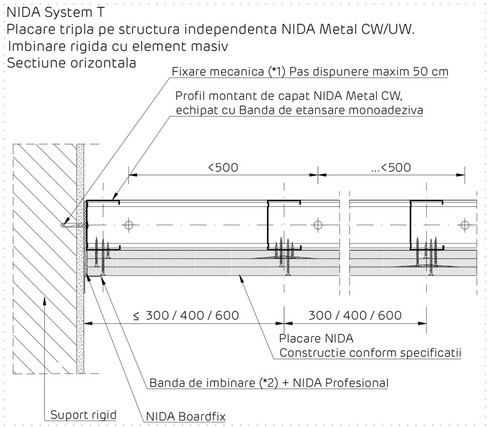 NIDA System T
Placare tripla pe structura independenta NIDA Metal CW/UW.
Imbinare rigida cu element masiv
Sectiune orizontala
Fixare mecanica (*1) Pas dispunere maxim 50 cm
Profil montant de capat NIDA Metal CW,
echipat cu Banda de etansare monoadeziva
<500
...<500
≤ 300 / 400 / 600
300 / 400 / 600
Placare NIDA
Constructie conform specificatii
Banda de imbinare (*2) + NIDA Profesional
Suport rigid
NIDA Boardfix